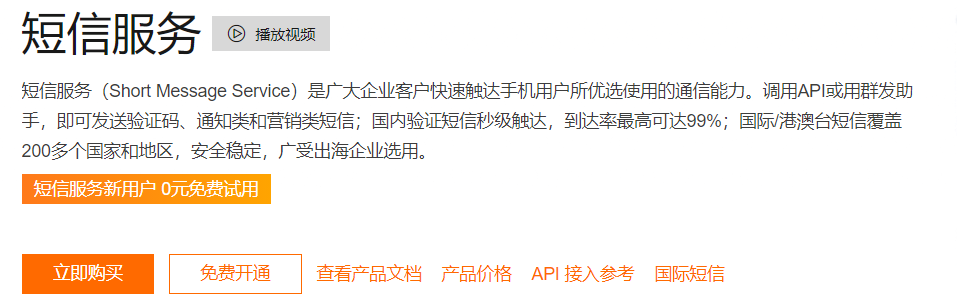 短信服务 播放视频
短信服务（Short Message Service）是广大企业客户快速触达手机用户所优选使用的通信能力。调用API或用群发助
手，即可发送验证码、通知类和营销类短信；国内验证短信秒级触达，到达率最高可达99%；国际/港澳台短信覆盖
200多个国家和地区，安全稳定，广受出海企业选用。
短信服务新用户 0元免费试用
立即购买 免费开通 查看产品文档 产品价格 API 接入参考 国际短信